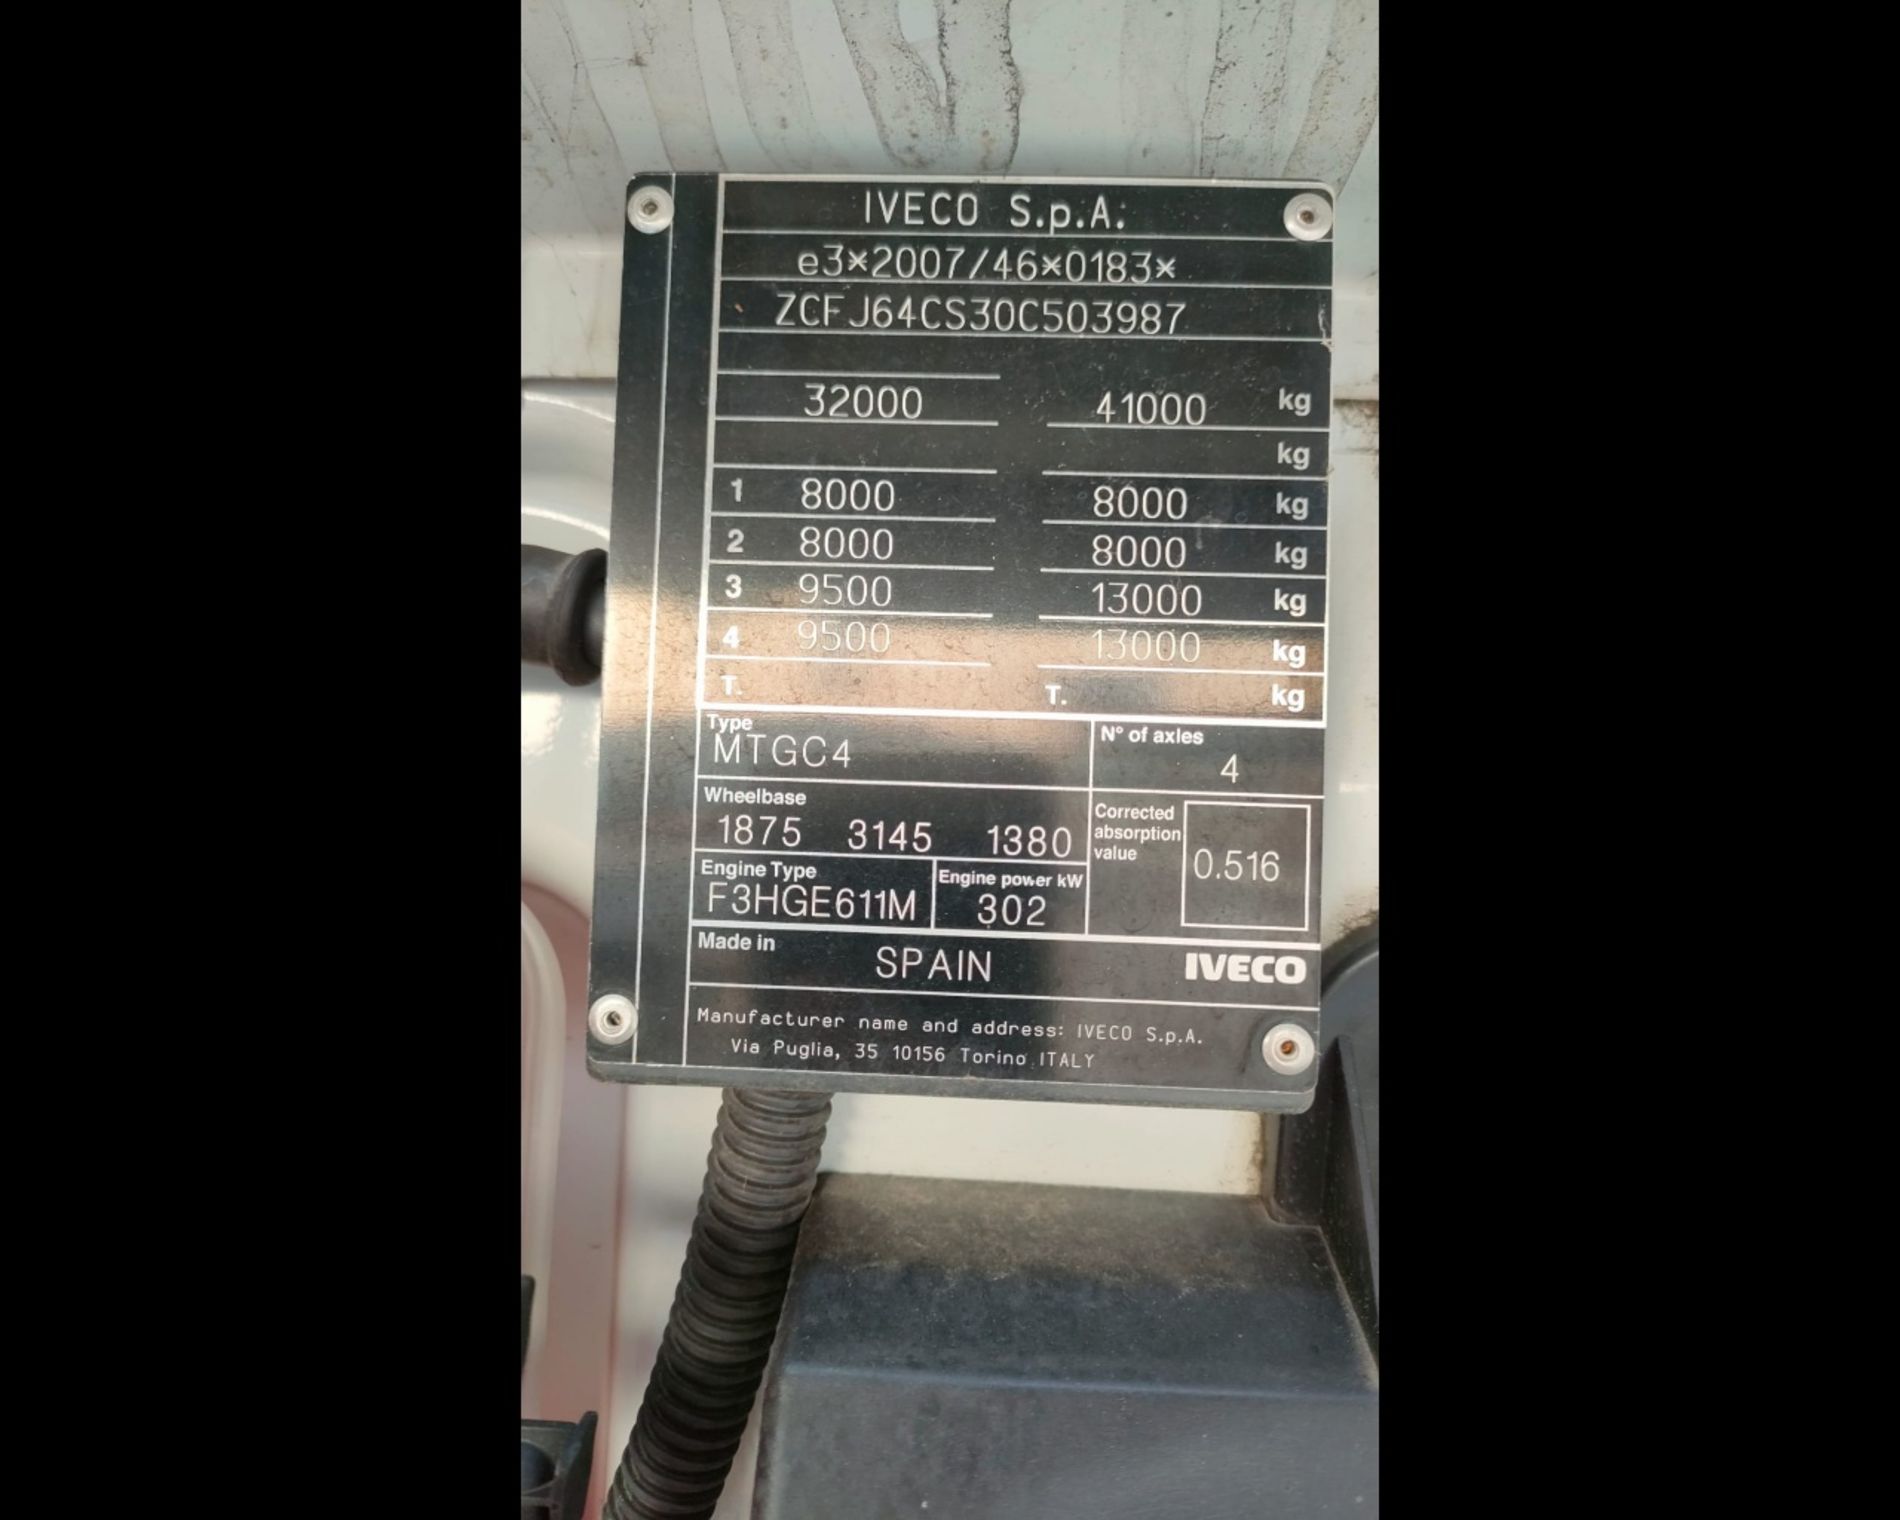 IVECO S.p.A.
e3*2007/46*0183*
ZCFJ64CS30C503987
32000 41000 kg
kg
1 8000 8000 kg
2 8000 8000 kg
3 9500 13000 kg
4 9500 13000 kg
T. T. kg
Type N° of axles
MTGC4 4
Wheelbase
1875 3145 1380
Corrected
absorption
value
0.516
Engine Type Engine power kW
F3HGE611M 302
Made in SPAIN IVECO
Manufacturer name and address: IVECO S.p.A.
Via Puglia, 35 10156 Torino ITALY